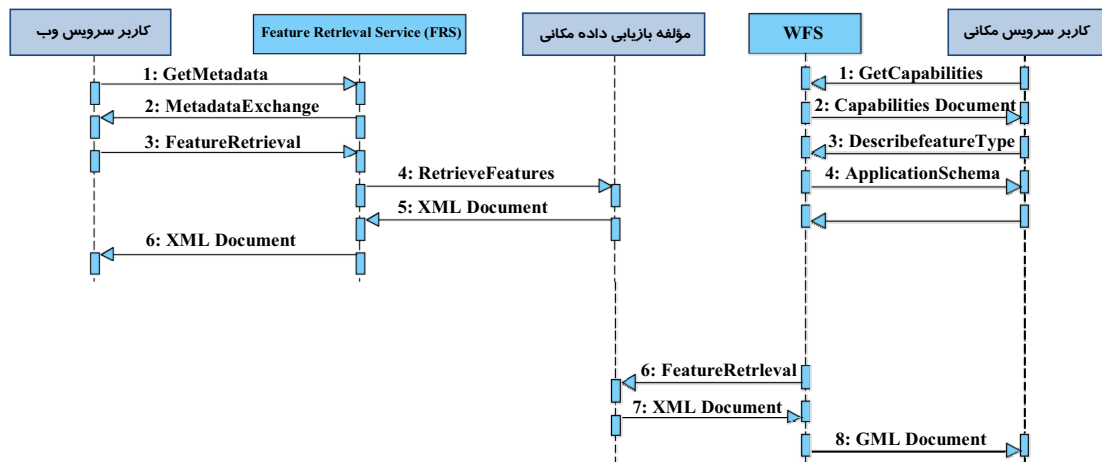 کاربر سرویس وب
Feature Retrleval Service (FRS)
مؤلفه بازیابی داده مکانی
WFS
کاربر سرویس مکانی
1: GetMetadata
2: MetadataExchange
3: FeatureRetrieval
4: RetrieveFeatures
5: XML Document
6: XML Document
1: GetCapabilities
2: Capabilities Document
3: DescribefeatureType
4: ApplicationSchema
6: FeatureRetrleval
7: XML Document
8: GML Document